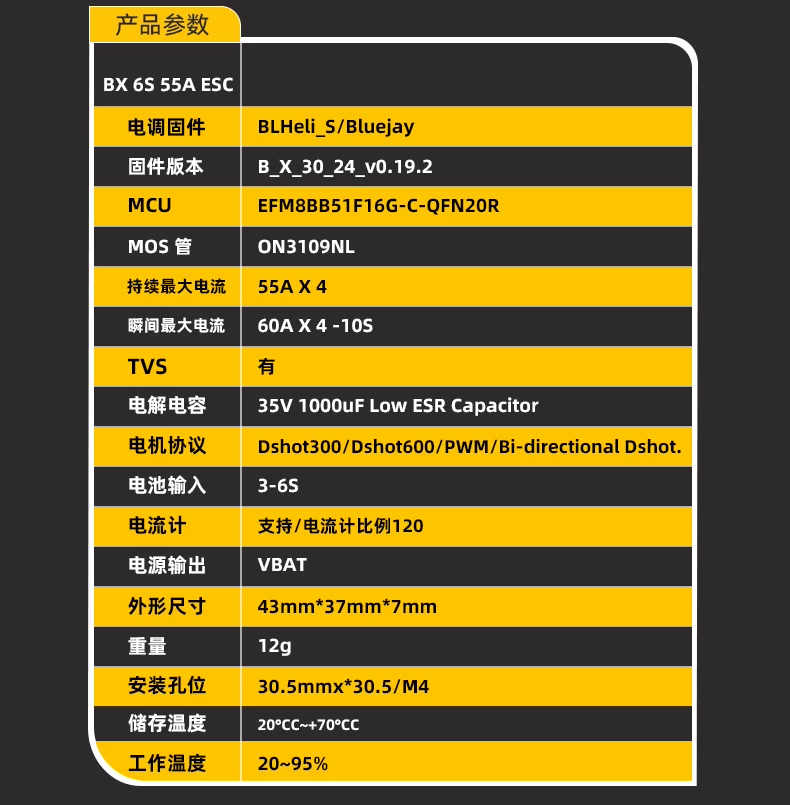 产品参数
BX 6S 55A ESC
电调固件 BLHeli_S/Bluejay
固件版本 B_X_30_24_v0.19.2
MCU EFM8BB51F16G-C-QFN20R
MOS 管 ON3109NL
持续最大电流 55A X 4
瞬间最大电流 60A X 4 -10S
TVS 有
电解电容 35V 1000uF Low ESR Capacitor
电机协议 Dshot300/Dshot600/PWM/Bi-directional Dshot.
电池输入 3-6S
电流计 支持/电流计比例120
电源输出 VBAT
外形尺寸 43mm*37mm*7mm
重量 12g
安装孔位 30.5mmx*30.5/M4
储存温度 20°CC~+70°CC
工作温度 20~95%